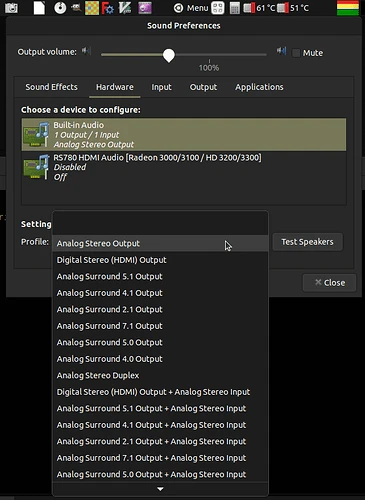 Menu
61 °C
51 °C
Sound Preferences
Output volume:
Mute
100%
Sound Effects
Hardware
Input
Output
Applications
Choose a device to configure:
Built-in Audio
1 Output / 1 Input
Analog Stereo Output
RS780 HDMI Audio [Radeon 3000/3100 / HD 3200/3300]
Disabled
Off
Setting
Profile:
Test Speakers
Close
Analog Stereo Output
Digital Stereo (HDMI) Output
Analog Surround 5.1 Output
Analog Surround 4.1 Output
Analog Surround 2.1 Output
Analog Surround 7.1 Output
Analog Surround 5.0 Output
Analog Surround 4.0 Output
Analog Stereo Duplex
Digital Stereo (HDMI) Output + Analog Stereo Input
Analog Surround 5.1 Output + Analog Stereo Input
Analog Surround 4.1 Output + Analog Stereo Input
Analog Surround 2.1 Output + Analog Stereo Input
Analog Surround 7.1 Output + Analog Stereo Input
Analog Surround 5.0 Output + Analog Stereo Input